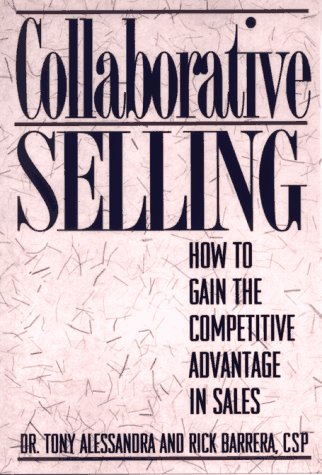 Collaborative
SELLING
HOW TO
GAIN THE
COMPETITIVE
ADVANTAGE
IN SALES
DR. TONY ALESSANDRA AND RICK BARRERA, CSP